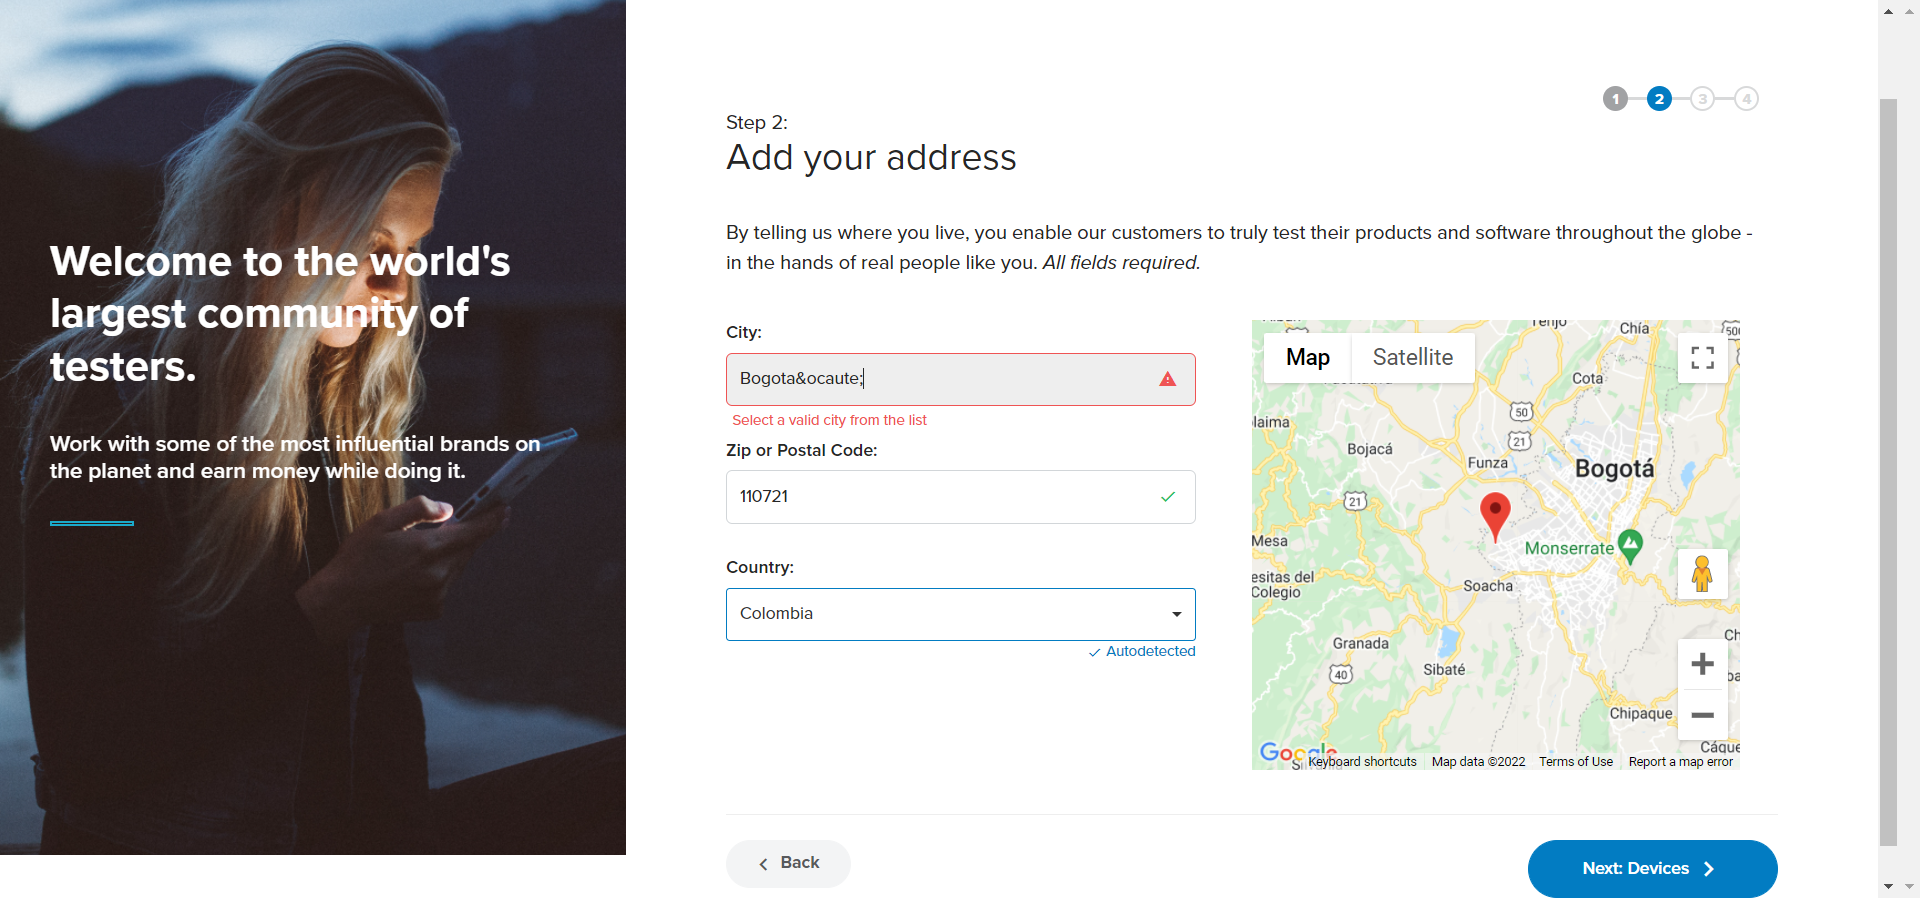 Welcome to the world's
largest community of
testers.
Work with some of the most influential brands on
the planet and earn money while doing it.
1 2 3 4
Step 2:
Add your address
By telling us where you live, you enable our customers to truly test their products and software throughout the globe -
in the hands of real people like you. All fields required.
City:
Bogota&ocaute;
Select a valid city from the list
Zip or Postal Code:
110721
Country:
Colombia
Autodetected
Tenjo
Chía
Map
Satellite
Cota
50
21
Bojacá
Funza
Bogotá
21
Mesa
Monserrate
esitas del
Colegio
Soacha
Granada
Sibaté
40
Chipaque
Google
Keyboard shortcuts
Map data ©2022
Terms of Use
Report a map error
Back
Next: Devices